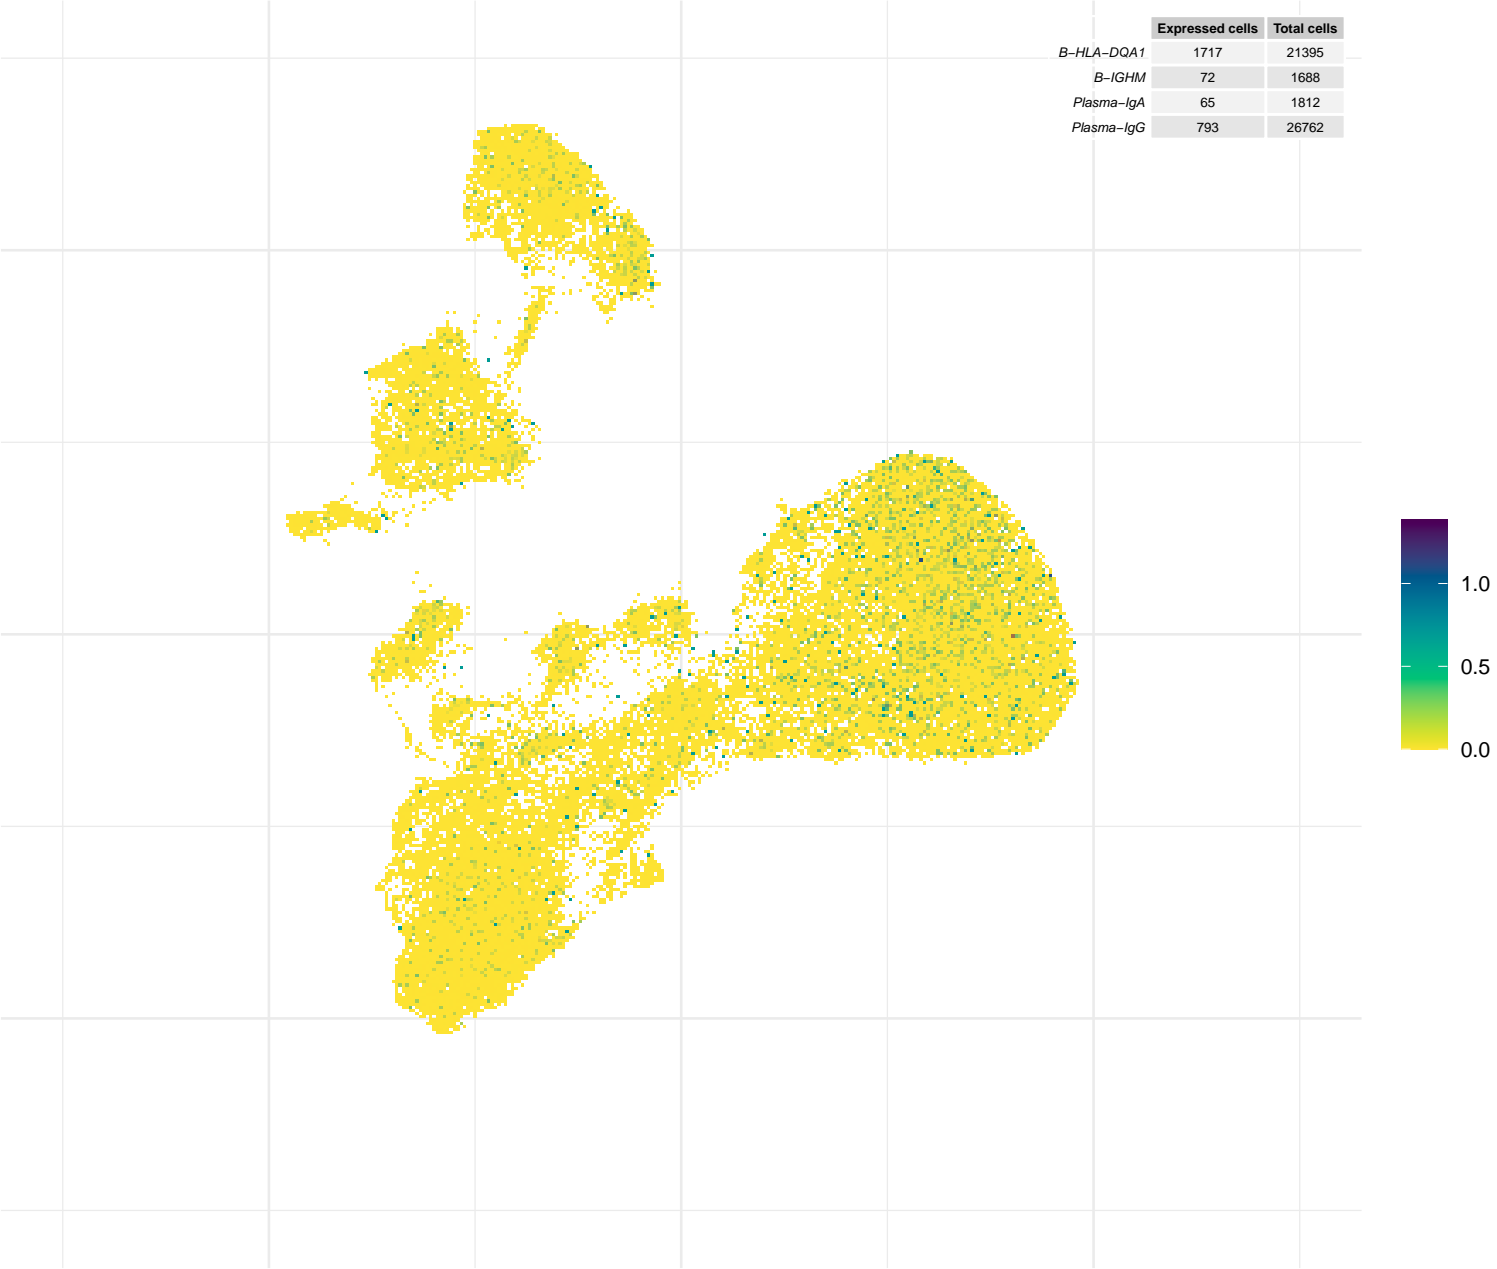 Expressed cells Total cells
B−HLA−DQA1 1717 21395
B−IGHM 72 1688
Plasma−IgA 65 1812
Plasma−IgG 793 26762
1.0
0.5
0.0